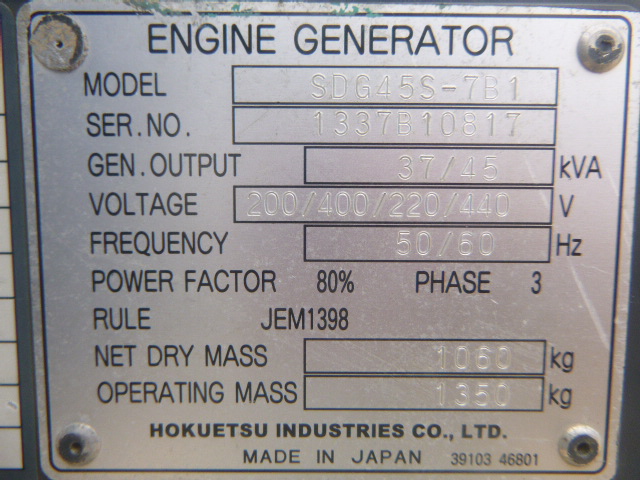 ENGINE GENERATOR
MODEL SDG45S-7B1
SER.NO. 1337B10817
GEN.OUTPUT 37/45 kVA
VOLTAGE 200/400/220/440 V
FREQUENCY 50/60 Hz
POWER FACTOR 80% PHASE 3
RULE JEM1398
NET DRY MASS 1060 kg
OPERATING MASS 1350 kg
HOKUETSU INDUSTRIES CO., LTD.
MADE IN JAPAN 39103 46801